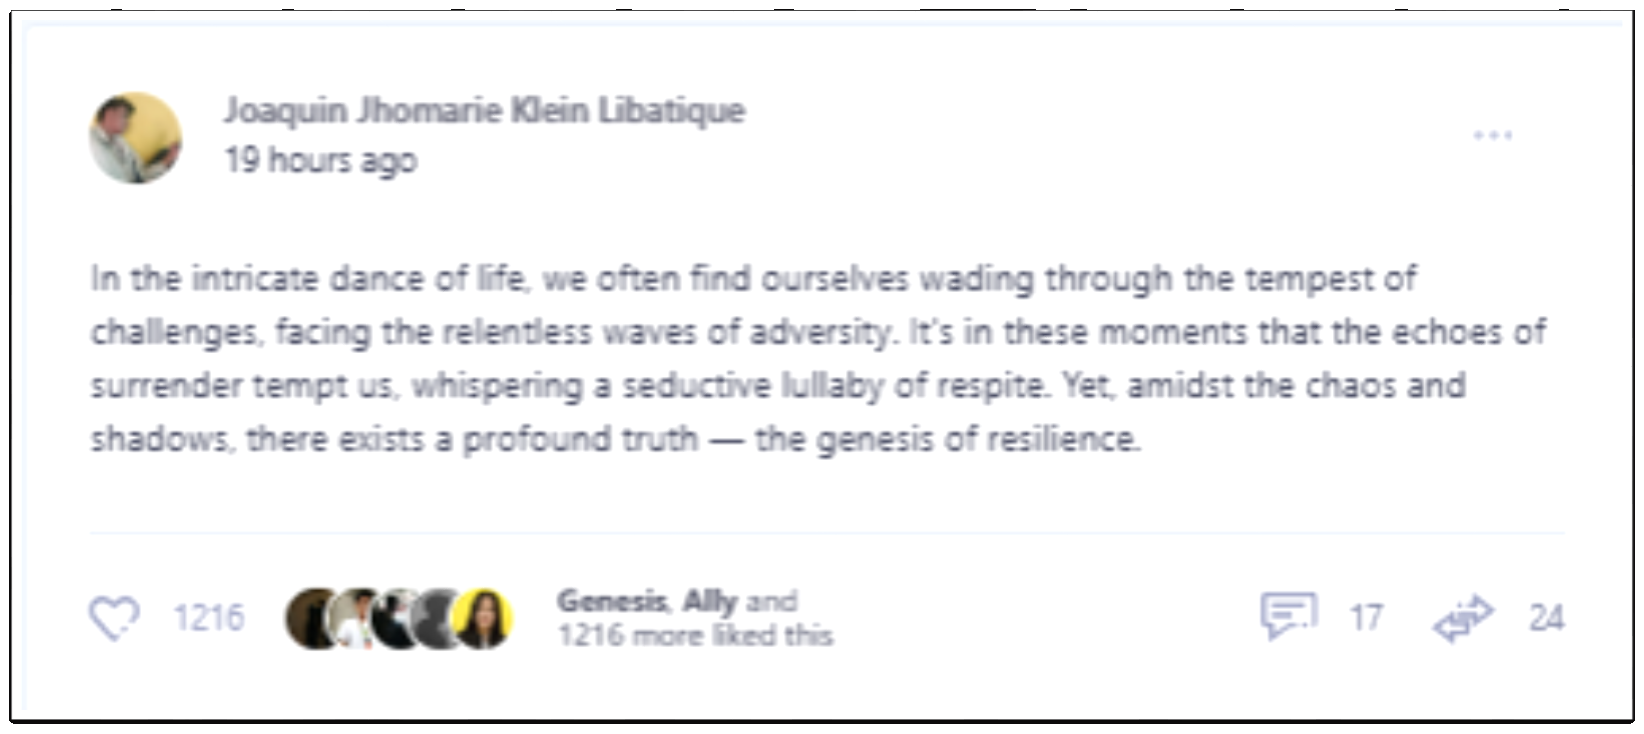 Joaquin Jhomarie Klein Libatique
19 hours ago
In the intricate dance of life, we often find ourselves wading through the tempest of
challenges, facing the relentless waves of adversity. It's in these moments that the echoes of
surrender tempt us, whispering a seductive lullaby of respite. Yet, amidst the chaos and
shadows, there exists a profound truth — the genesis of resilience.
1216
Genesis, Ally and
1216 more liked this
17
24